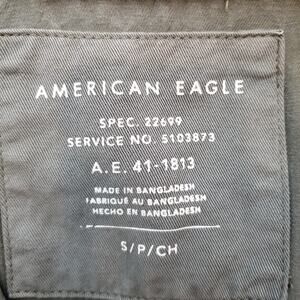 AMERICAN EAGLE
SPEC. 22699
SERVICE NO. 5103873
A.E. 41-1813
MADE IN BANGLADESH
FABRIQUÉ AU BANGLADESH
HECHO EN BANGLADESH
S/P/CH